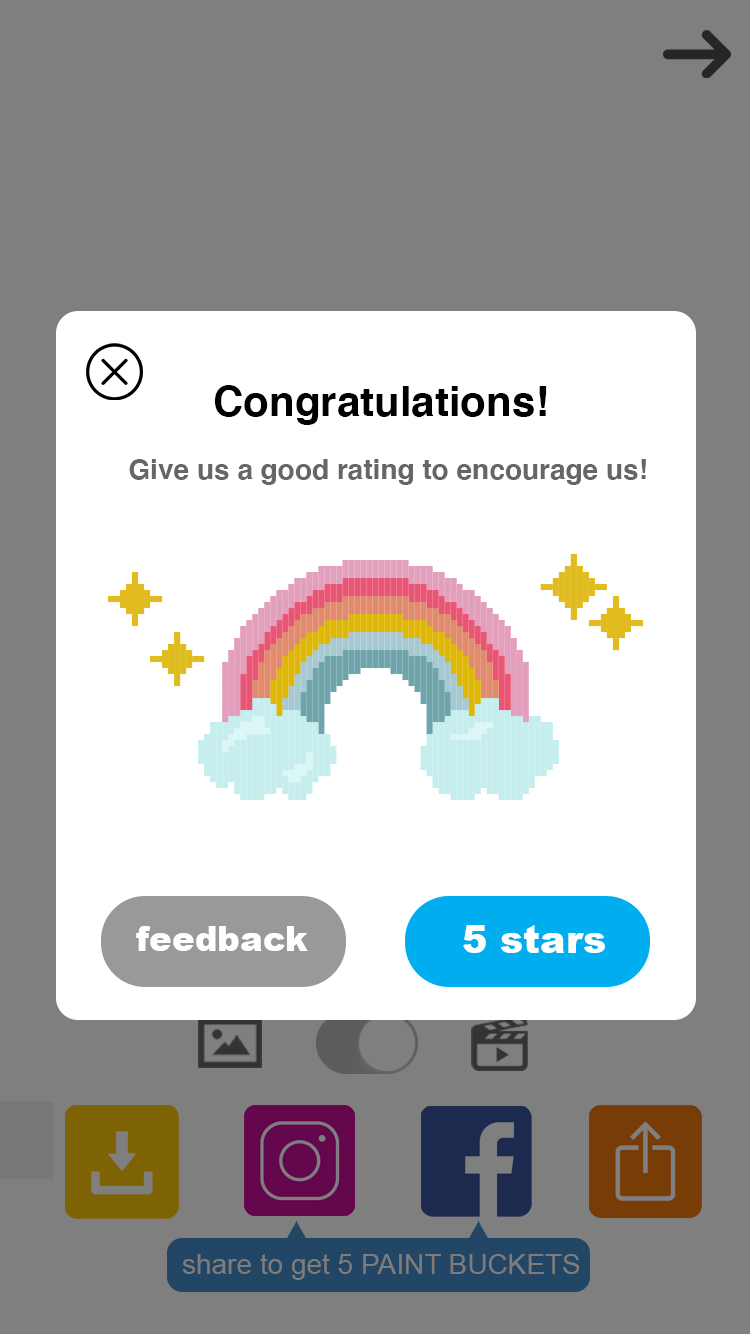 Congratulations!
Give us a good rating to encourage us!
feedback
5 stars
share to get 5 PAINT BUCKETS